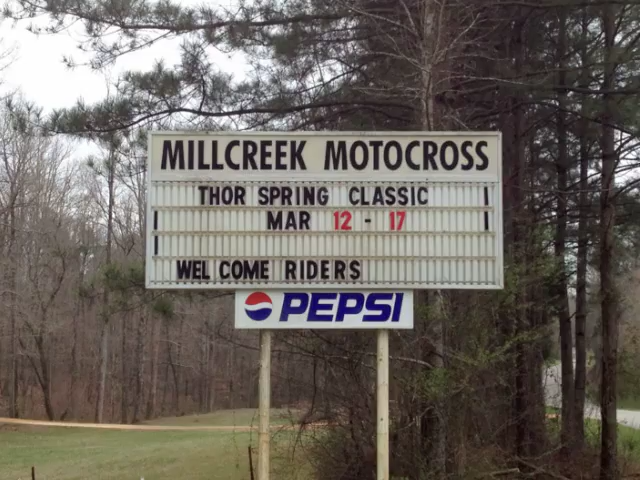 MILLCREEK MOTOCROSS
THOR SPRING CLASSIC
MAR 12 - 17
WEL COME RIDERS
PEPSI